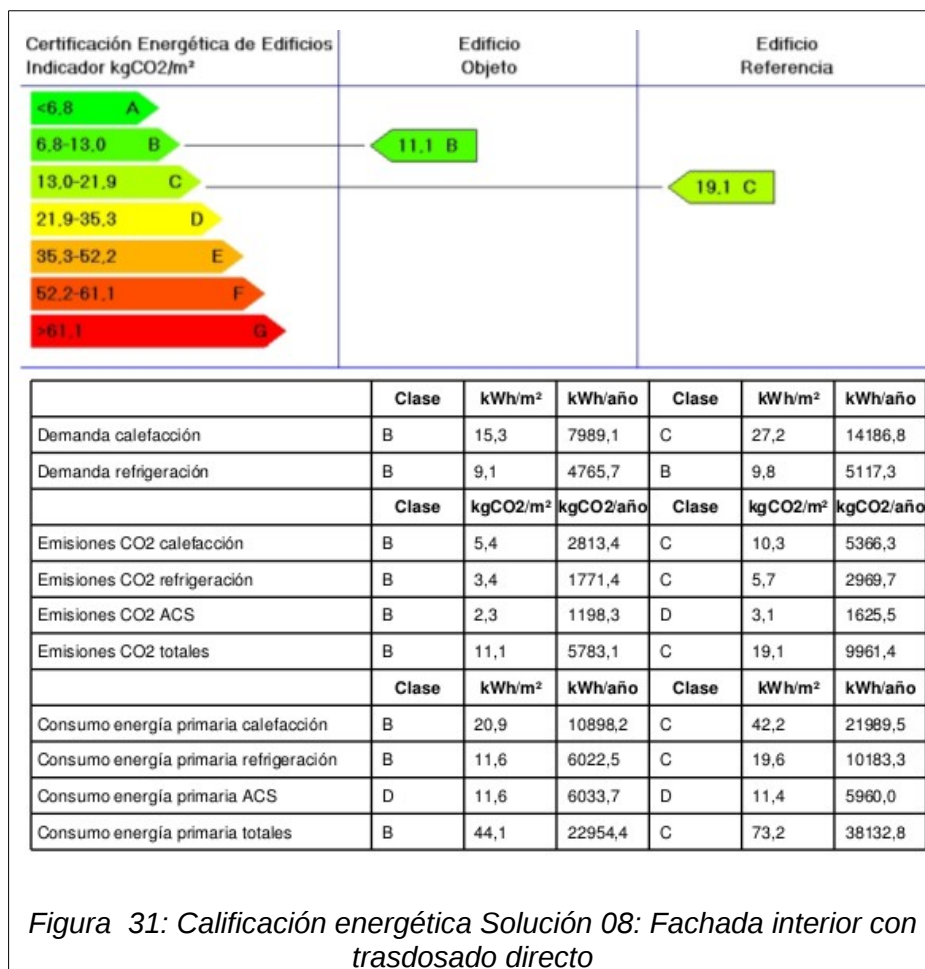 Certificación Energética de Edificios
Indicador kgCO2/m²
Edificio
Objeto
Edificio
Referencia
<6,8 A
6,8-13,0 B
11,1 B
13,0-21,9 C
19,1 C
21,9-35,3 D
35,3-52,2 E
52,2-61,1 F
>61,1 G
Clase kWh/m² kWh/año Clase kWh/m² kWh/año
Demanda calefacción B 15,3 7989,1 C 27,2 14186,8
Demanda refrigeración B 9,1 4765,7 B 9,8 5117,3
Clase kgCO2/m² kgCO2/año Clase kgCO2/m² kgCO2/año
Emisiones CO2 calefacción B 5,4 2813,4 C 10,3 5366,3
Emisiones CO2 refrigeración B 3,4 1771,4 C 5,7 2969,7
Emisiones CO2 ACS B 2,3 1198,3 D 3,1 1625,5
Emisiones CO2 totales B 11,1 5783,1 C 19,1 9961,4
Clase kWh/m² kWh/año Clase kWh/m² kWh/año
Consumo energía primaria calefacción B 20,9 10898,2 C 42,2 21989,5
Consumo energía primaria refrigeración B 11,6 6022,5 C 19,6 10183,3
Consumo energía primaria ACS D 11,6 6033,7 D 11,4 5960,0
Consumo energía primaria totales B 44,1 22954,4 C 73,2 38132,8
Figura 31: Calificación energética Solución 08: Fachada interior con
trasdosado directo